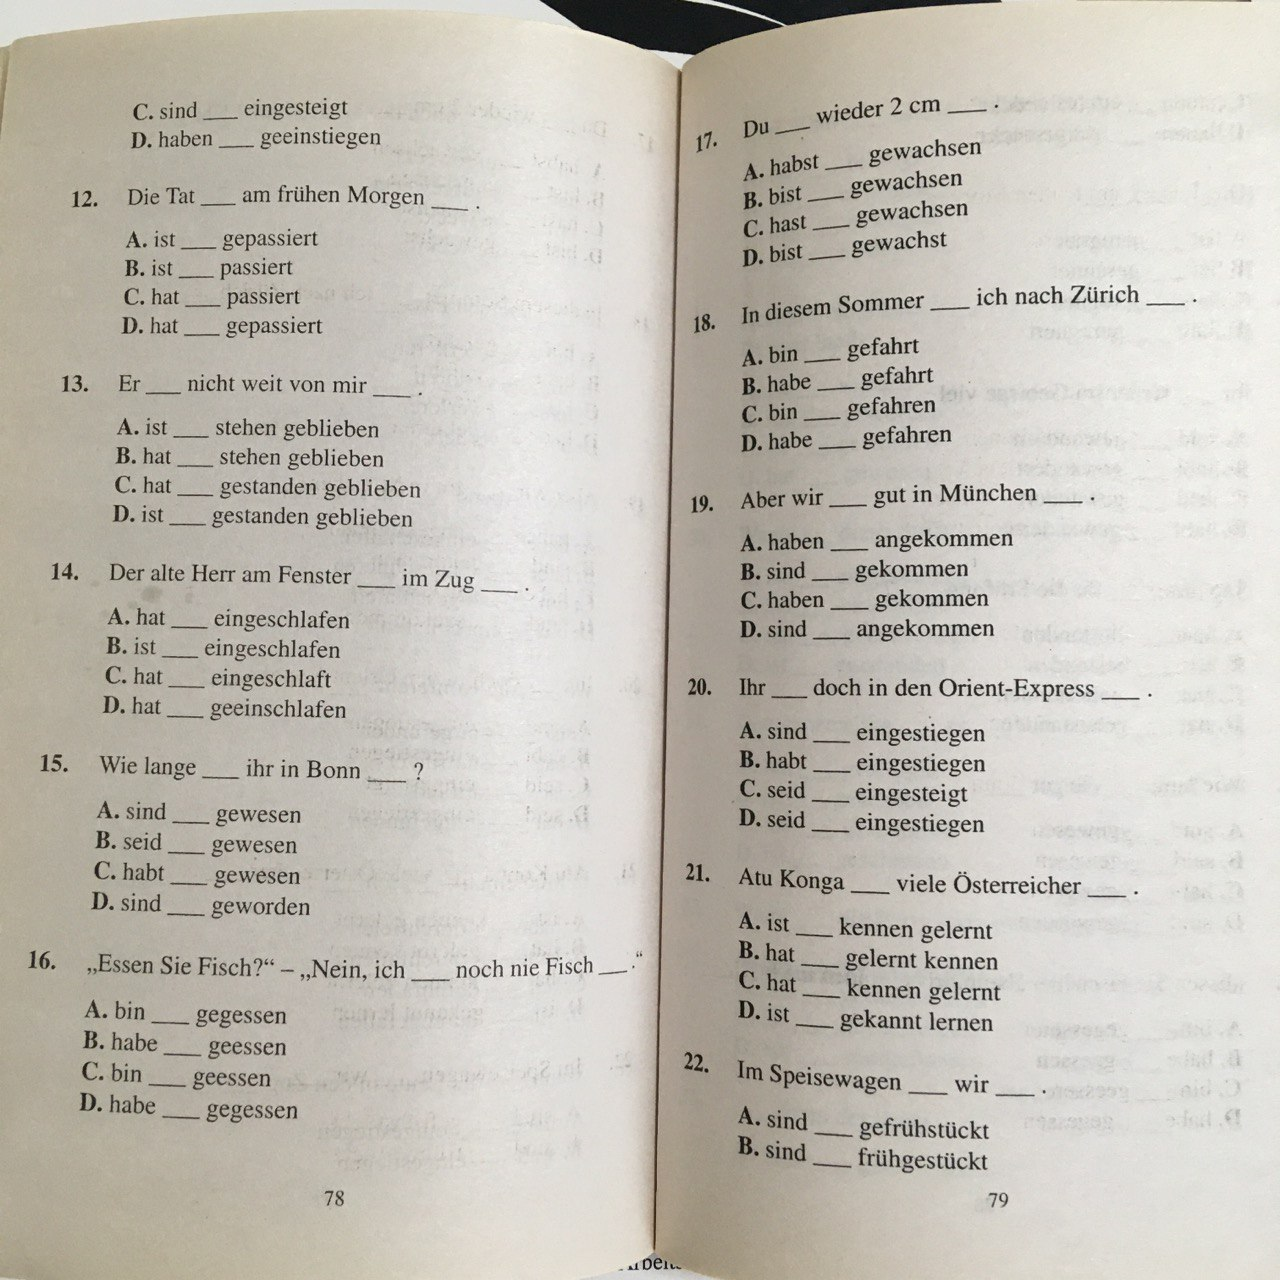 C. sind ___ eingesteigt
D. haben ___ geeinstiegen
12. Die Tat ___ am frühen Morgen ___ .
A. ist ___ gepassiert
B. ist ___ passiert
C. hat ___ passiert
D. hat ___ gepassiert
13. Er ___ nicht weit von mir ___ .
A. ist ___ stehen geblieben
B. hat ___ stehen geblieben
C. hat ___ gestanden geblieben
D. ist ___ gestanden geblieben
14. Der alte Herr am Fenster ___ im Zug ___ .
A. hat ___ eingeschlafen
B. ist ___ eingeschlafen
C. hat ___ eingeschlaft
D. hat ___ geeinschlafen
15. Wie lange ___ ihr in Bonn ___ ?
A. sind ___ gewesen
B. seid ___ gewesen
C. habt ___ gewesen
D. sind ___ geworden
16. „Essen Sie Fisch?“ – „Nein, ich ___ noch nie Fisch ___.“
A. bin ___ gegessen
B. habe ___ geessen
C. bin ___ geessen
D. habe ___ gegessen
78
17. Du ___ wieder 2 cm ___ .
A. habst ___ gewachsen
B. bist ___ gewachsen
C. hast ___ gewachsen
D. bist ___ gewachst
18. In diesem Sommer ___ ich nach Zürich ___ .
A. bin ___ gefahrt
B. habe ___ gefahrt
C. bin ___ gefahren
D. habe ___ gefahren
19. Aber wir ___ gut in München ___ .
A. haben ___ angekommen
B. sind ___ gekommen
C. haben ___ gekommen
D. sind ___ angekommen
20. Ihr ___ doch in den Orient-Express ___ .
A. sind ___ eingestiegen
B. habt ___ eingestiegen
C. seid ___ eingesteigt
D. seid ___ eingestiegen
21. Atu Konga ___ viele Österreicher ___ .
A. ist ___ kennen gelernt
B. hat ___ gelernt kennen
C. hat ___ kennen gelernt
D. ist ___ gekannt lernen
22. Im Speisewagen ___ wir ___ .
A. sind ___ gefrühstückt
B. sind ___ frühgestückt
79